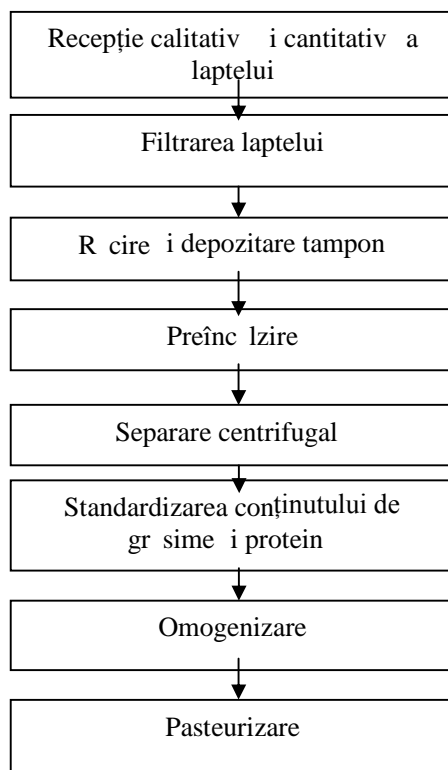 Recepție calitativ i cantitativ a
laptelui
Filtrarea laptelui
R cire i depozitare tampon
Preînc lzire
Separare centrifugal
Standardizarea conținutului de
gr sime i protein
Omogenizare
Pasteurizare